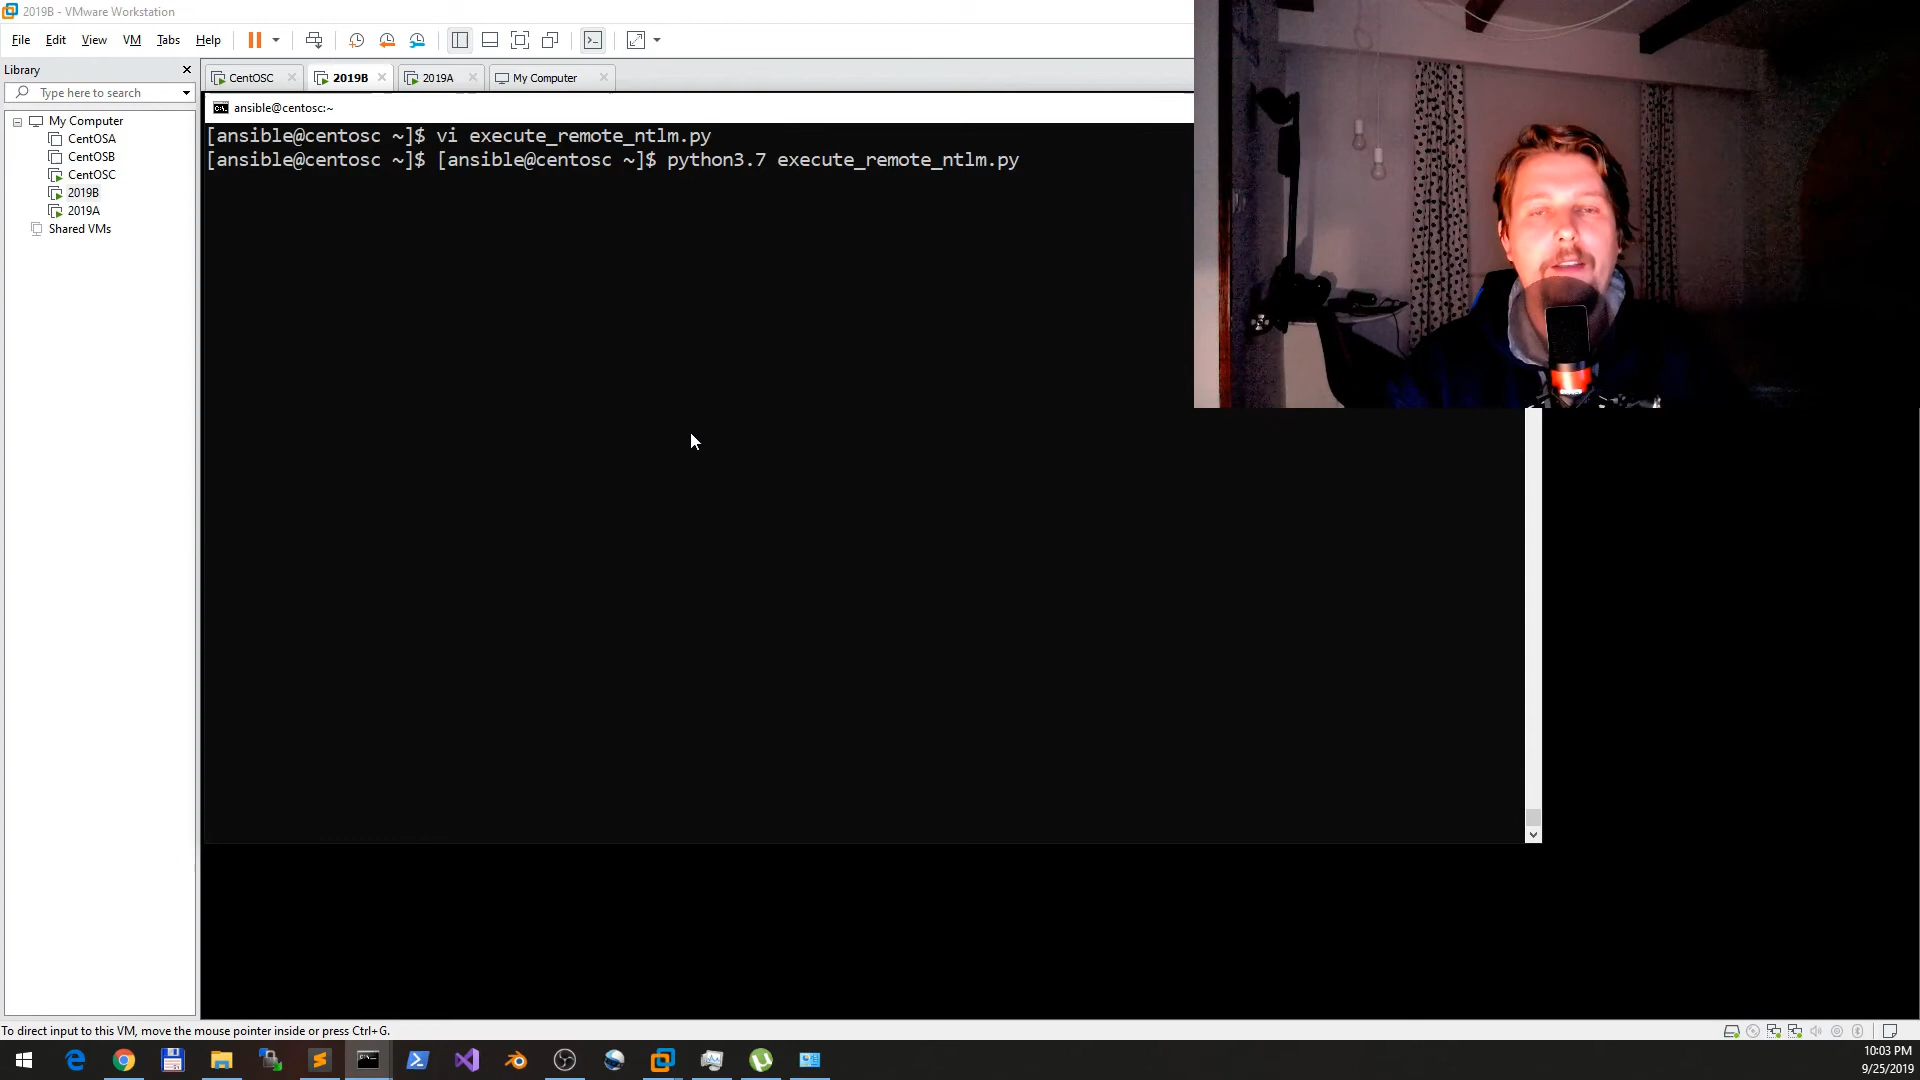 2019B - VMware Workstation
File Edit View VM Tabs Help
Library
Type here to search
My Computer
CentOSA
CentOSB
CentOSC
2019B
2019A
Shared VMs
CentOSC 2019B 2019A My Computer
ansible@centosc:~
[ansible@centosc ~]$ vi execute_remote_ntlm.py
[ansible@centosc ~]$ [ansible@centosc ~]$ python3.7 execute_remote_ntlm.py
To direct input to this VM, move the mouse pointer inside or press Ctrl+G.
10:03 PM
9/25/2019